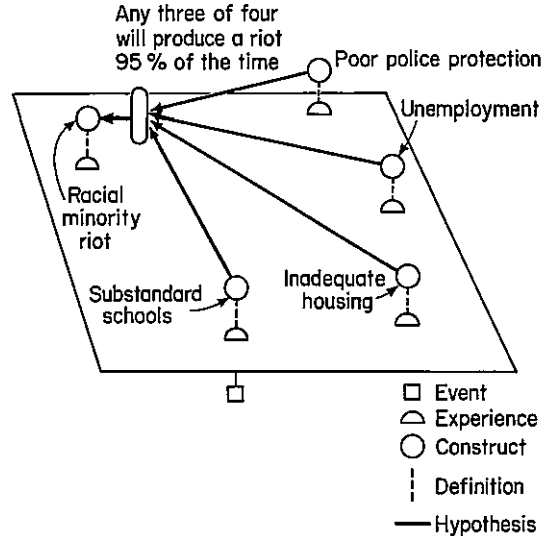 Any three of four
will produce a riot
95% of the time
Poor police protection
Unemployment
Racial
minority
riot
Substandard
schools
Inadequate
housing
Event
Experience
Construct
Definition
Hypothesis